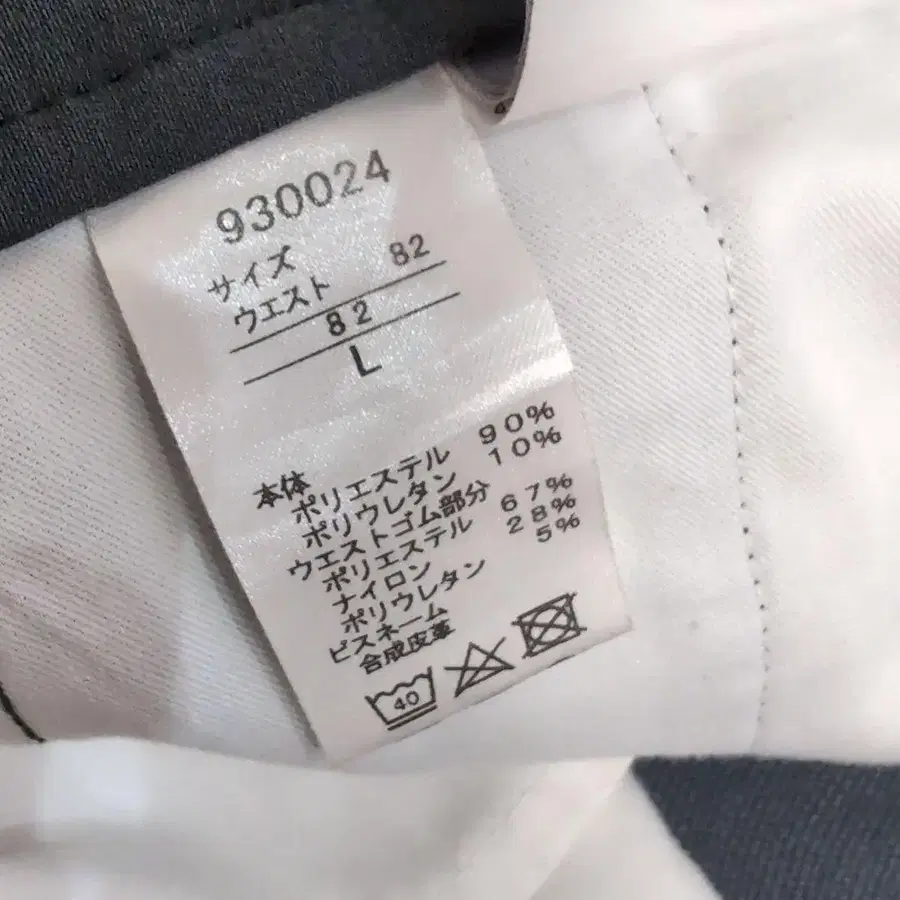 930024
サイズ
ウエスト 82
82
L
本体
ポリエステル 90%
ポリウレタン 10%
ウエストゴム部分
ポリエステル 67%
ナイロン 28%
ポリウレタン 5%
ピスネーム
合成皮革
40